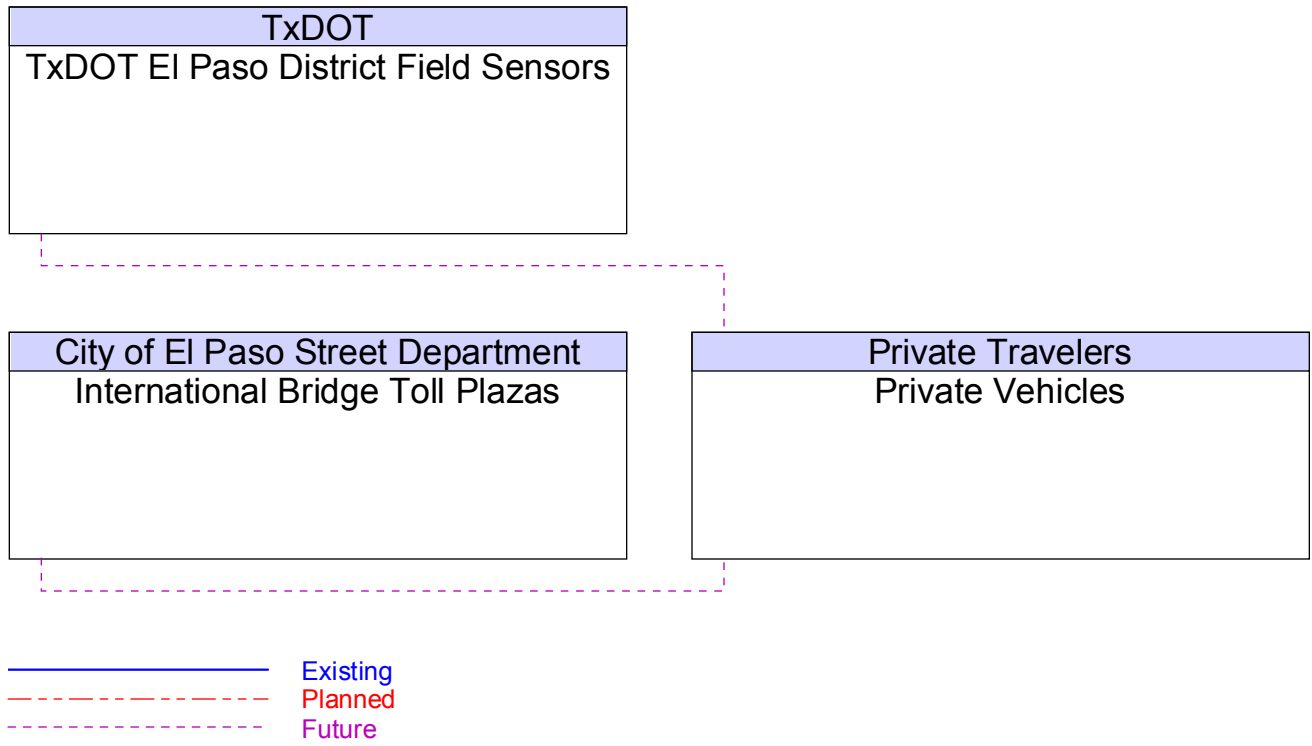 TxDOT
TxDOT El Paso District Field Sensors
City of El Paso Street Department
International Bridge Toll Plazas
Private Travelers
Private Vehicles
Existing
Planned
Future